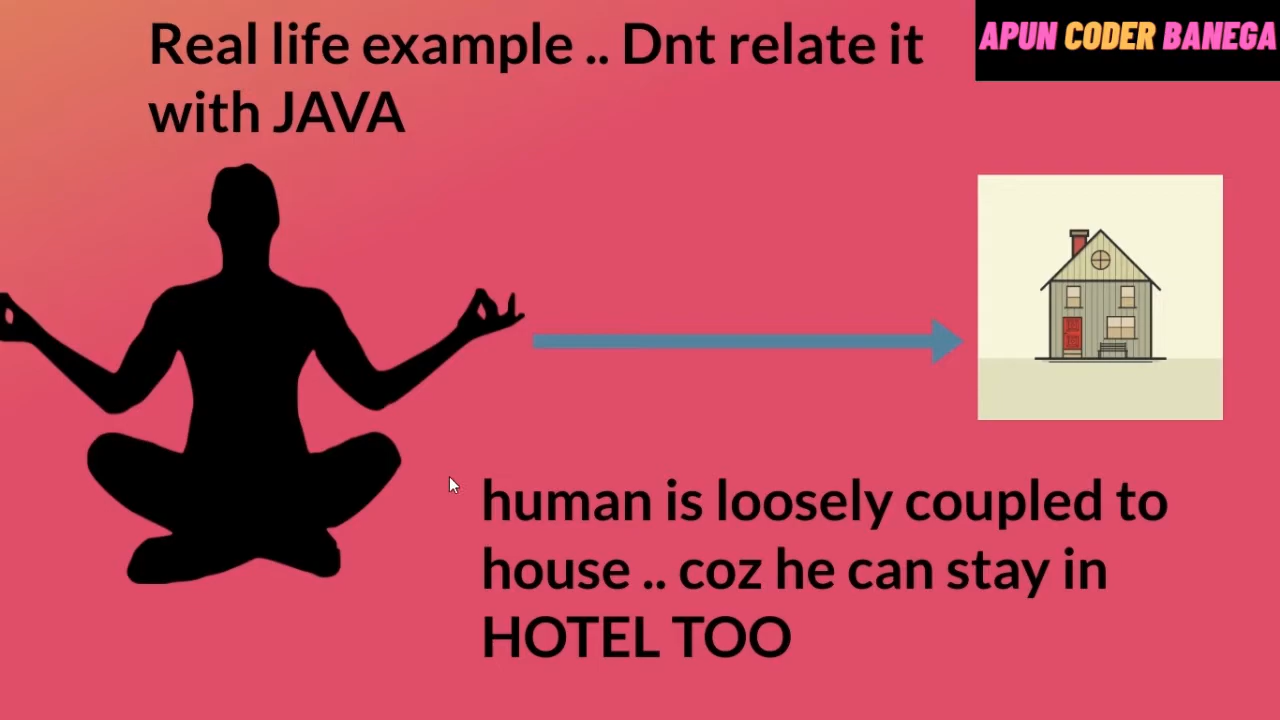 Real life example .. Dnt relate it
with JAVA
APUN CODER BANEGA
human is loosely coupled to
house .. coz he can stay in
HOTEL TOO